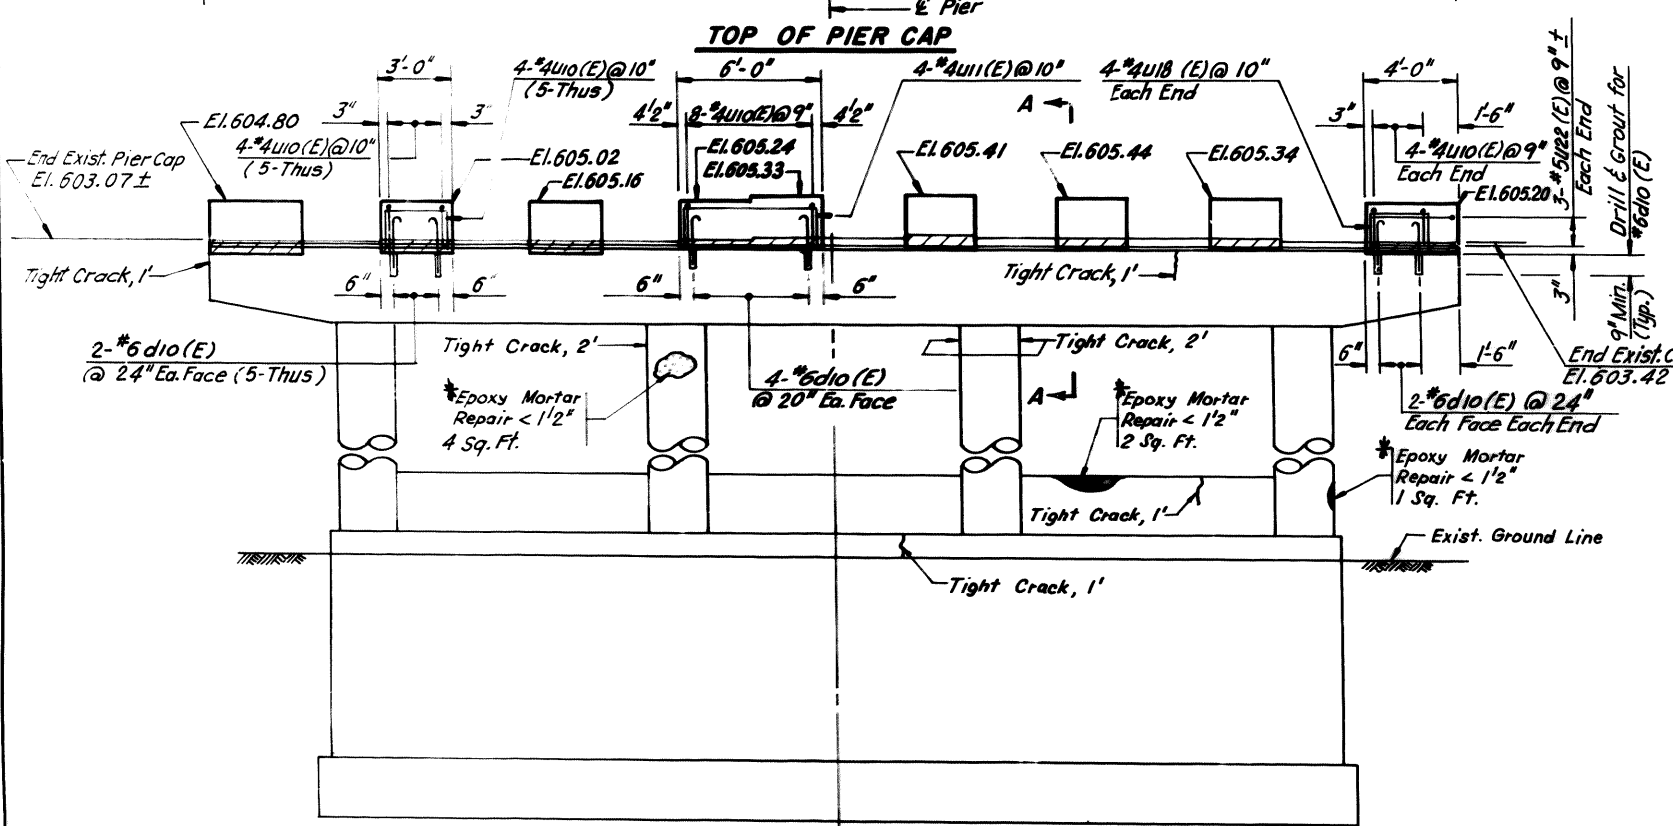 ℄ Pier
TOP OF PIER CAP
3'-0"
4-#4u10(E)@10"
(5-Thus)
6'-0"
4-#4u11(E)@10"
4-#4u18 (E)@ 10"
Each End
4'-0"
3-#5u22(E)@9"±
Each End
Drill & Grout for
#6d10(E)
3"
3"
4½"
8-#4u10(E)@9"
4½"
A
3"
1'-6"
El.604.80
4-#4u10(E)@10"
(5-Thus)
End Exist. Pier Cap
El. 603.07±
El.605.02
El.605.16
El.605.24
El.605.33
El.605.41
El.605.44
El.605.34
4-#4u10(E)@9"
Each End
El.605.20
Tight Crack, 1'
6"
6"
6"
6"
Tight Crack, 1'
3"
9" Min.
(Typ.)
2-#6d10(E)
@ 24" Ea. Face (5-Thus)
Tight Crack, 2'
Tight Crack, 2'
6"
1'-6"
End Exist. C
El.603.42
4-#6d10(E)
@ 20" Ea. Face
A
2-#6d10(E) @ 24"
Each Face Each End
*Epoxy Mortar
Repair < 1½"
4 Sq. Ft.
*Epoxy Mortar
Repair < 1½"
2 Sq. Ft.
*Epoxy Mortar
Repair < 1½"
1 Sq. Ft.
Tight Crack, 1'
Exist. Ground Line
Tight Crack, 1'